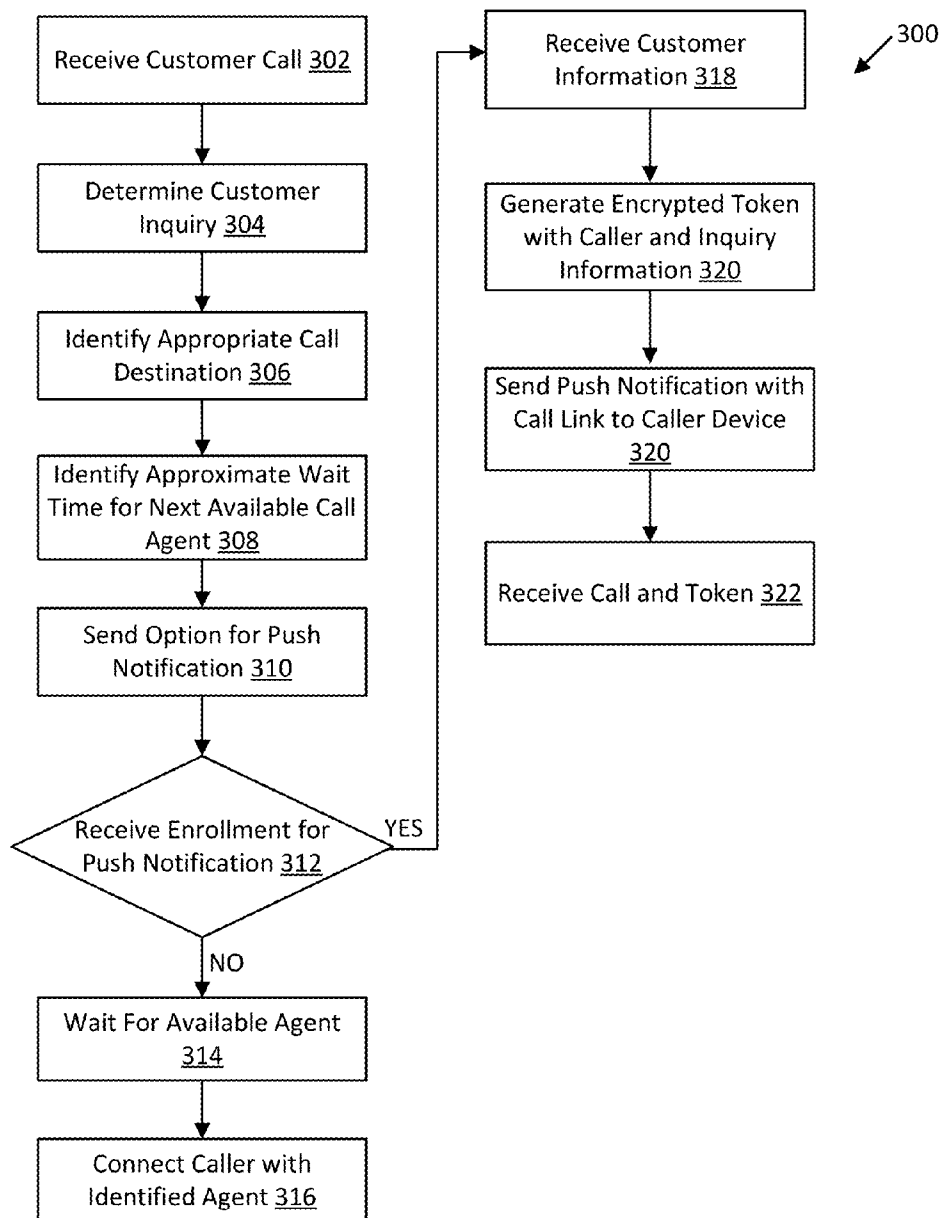 Receive Customer Call 302
Determine Customer
Inquiry 304
Identify Appropriate Call
Destination 306
Identify Approximate Wait
Time for Next Available Call
Agent 308
Send Option for Push
Notification 310
Receive Enrollment for
Push Notification 312
YES
NO
Wait For Available Agent
314
Connect Caller with
Identified Agent 316
Receive Customer
Information 318
Generate Encrypted Token
with Caller and Inquiry
Information 320
Send Push Notification with
Call Link to Caller Device
320
Receive Call and Token 322
300